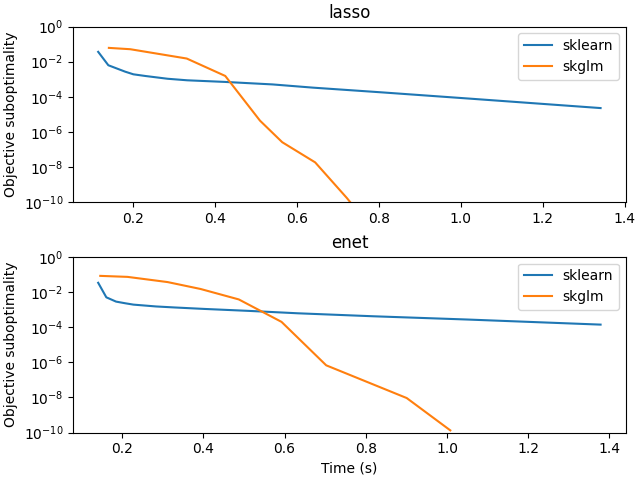 lasso
10^0
10^-2
10^-4
10^-6
10^-8
10^-10
Objective suboptimality
sklearn
skglm
0.2 0.4 0.6 0.8 1.0 1.2 1.4
enet
10^0
10^-2
10^-4
10^-6
10^-8
10^-10
Objective suboptimality
sklearn
skglm
0.2 0.4 0.6 0.8 1.0 1.2 1.4
Time (s)